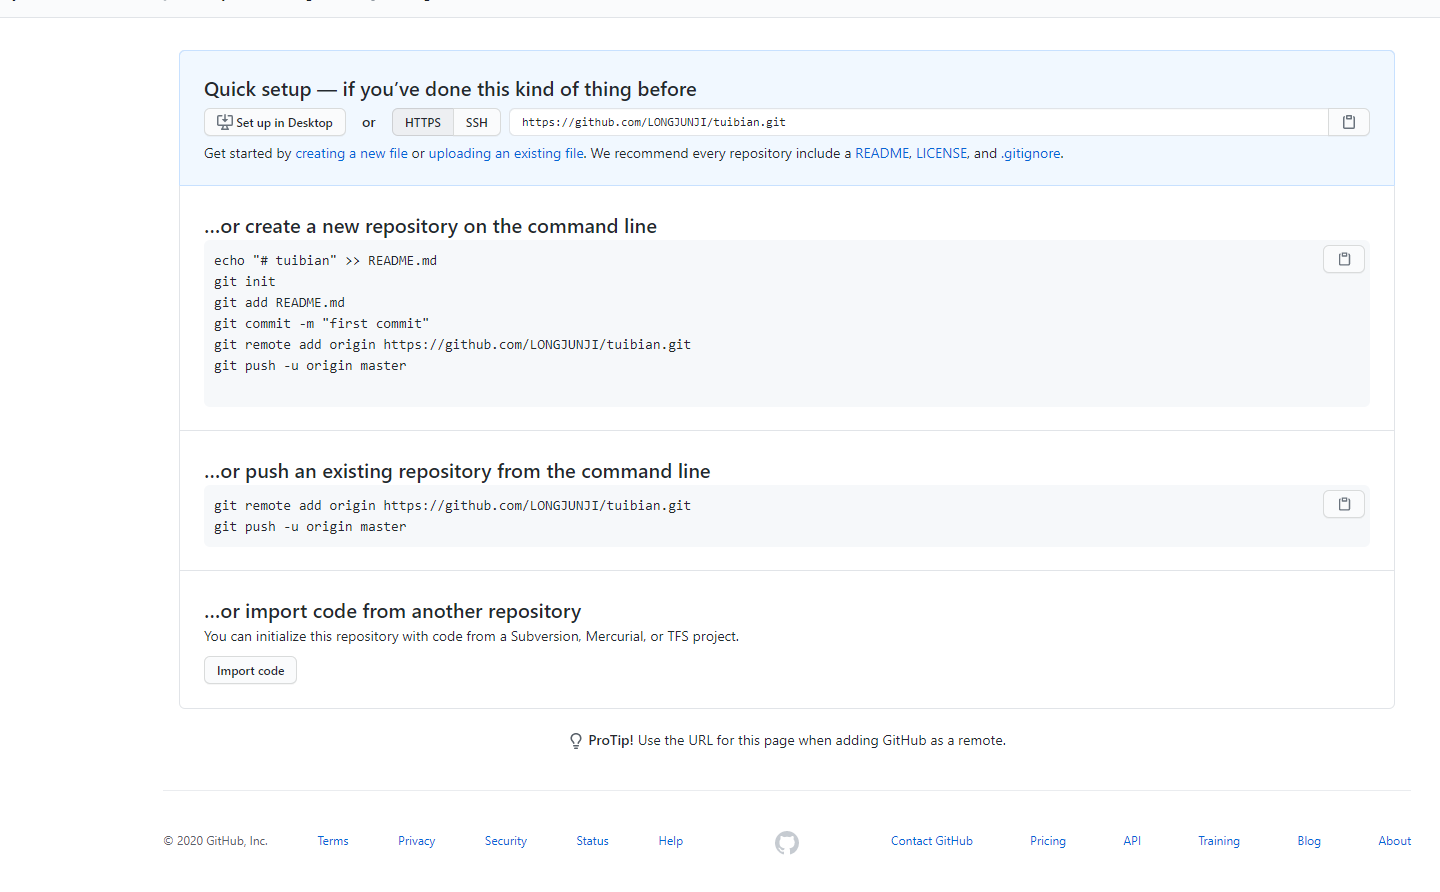 Quick setup — if you’ve done this kind of thing before
Set up in Desktop or HTTPS SSH https://github.com/LONGJUNJI/tuibian.git
Get started by creating a new file or uploading an existing file. We recommend every repository include a README, LICENSE, and .gitignore.
…or create a new repository on the command line
echo "# tuibian" >> README.md
git init
git add README.md
git commit -m "first commit"
git remote add origin https://github.com/LONGJUNJI/tuibian.git
git push -u origin master
…or push an existing repository from the command line
git remote add origin https://github.com/LONGJUNJI/tuibian.git
git push -u origin master
…or import code from another repository
You can initialize this repository with code from a Subversion, Mercurial, or TFS project.
Import code
ProTip! Use the URL for this page when adding GitHub as a remote.
© 2020 GitHub, Inc. Terms Privacy Security Status Help Contact GitHub Pricing API Training Blog About